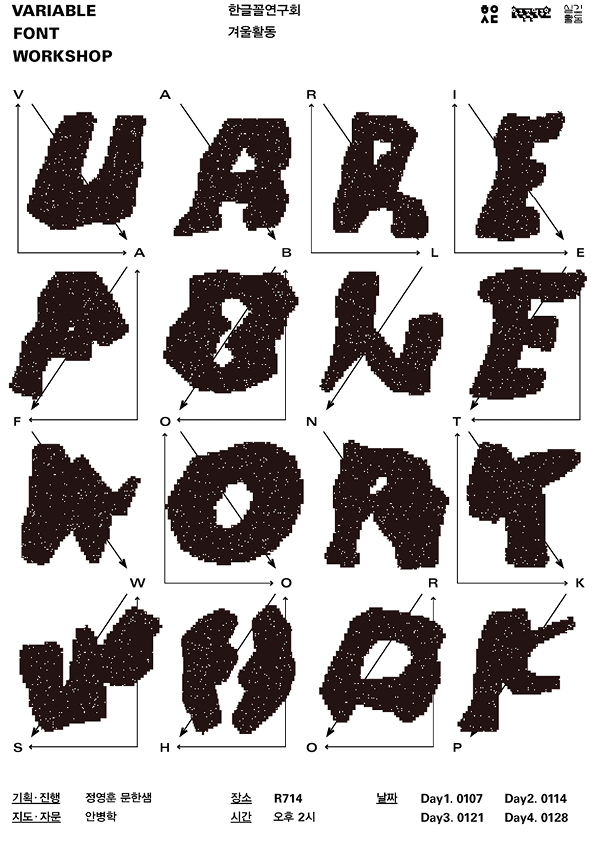 VARIABLE
FONT
WORKSHOP
한글꼴연구회
겨울활동
V A R I
A B L E
F O N T
W O R K
S H O P
기획·진행 정영훈 문한샘
지도·자문 안병학
장소 R714
시간 오후 2시
날짜 Day1. 0107 Day2. 0114
Day3. 0121 Day4. 0128